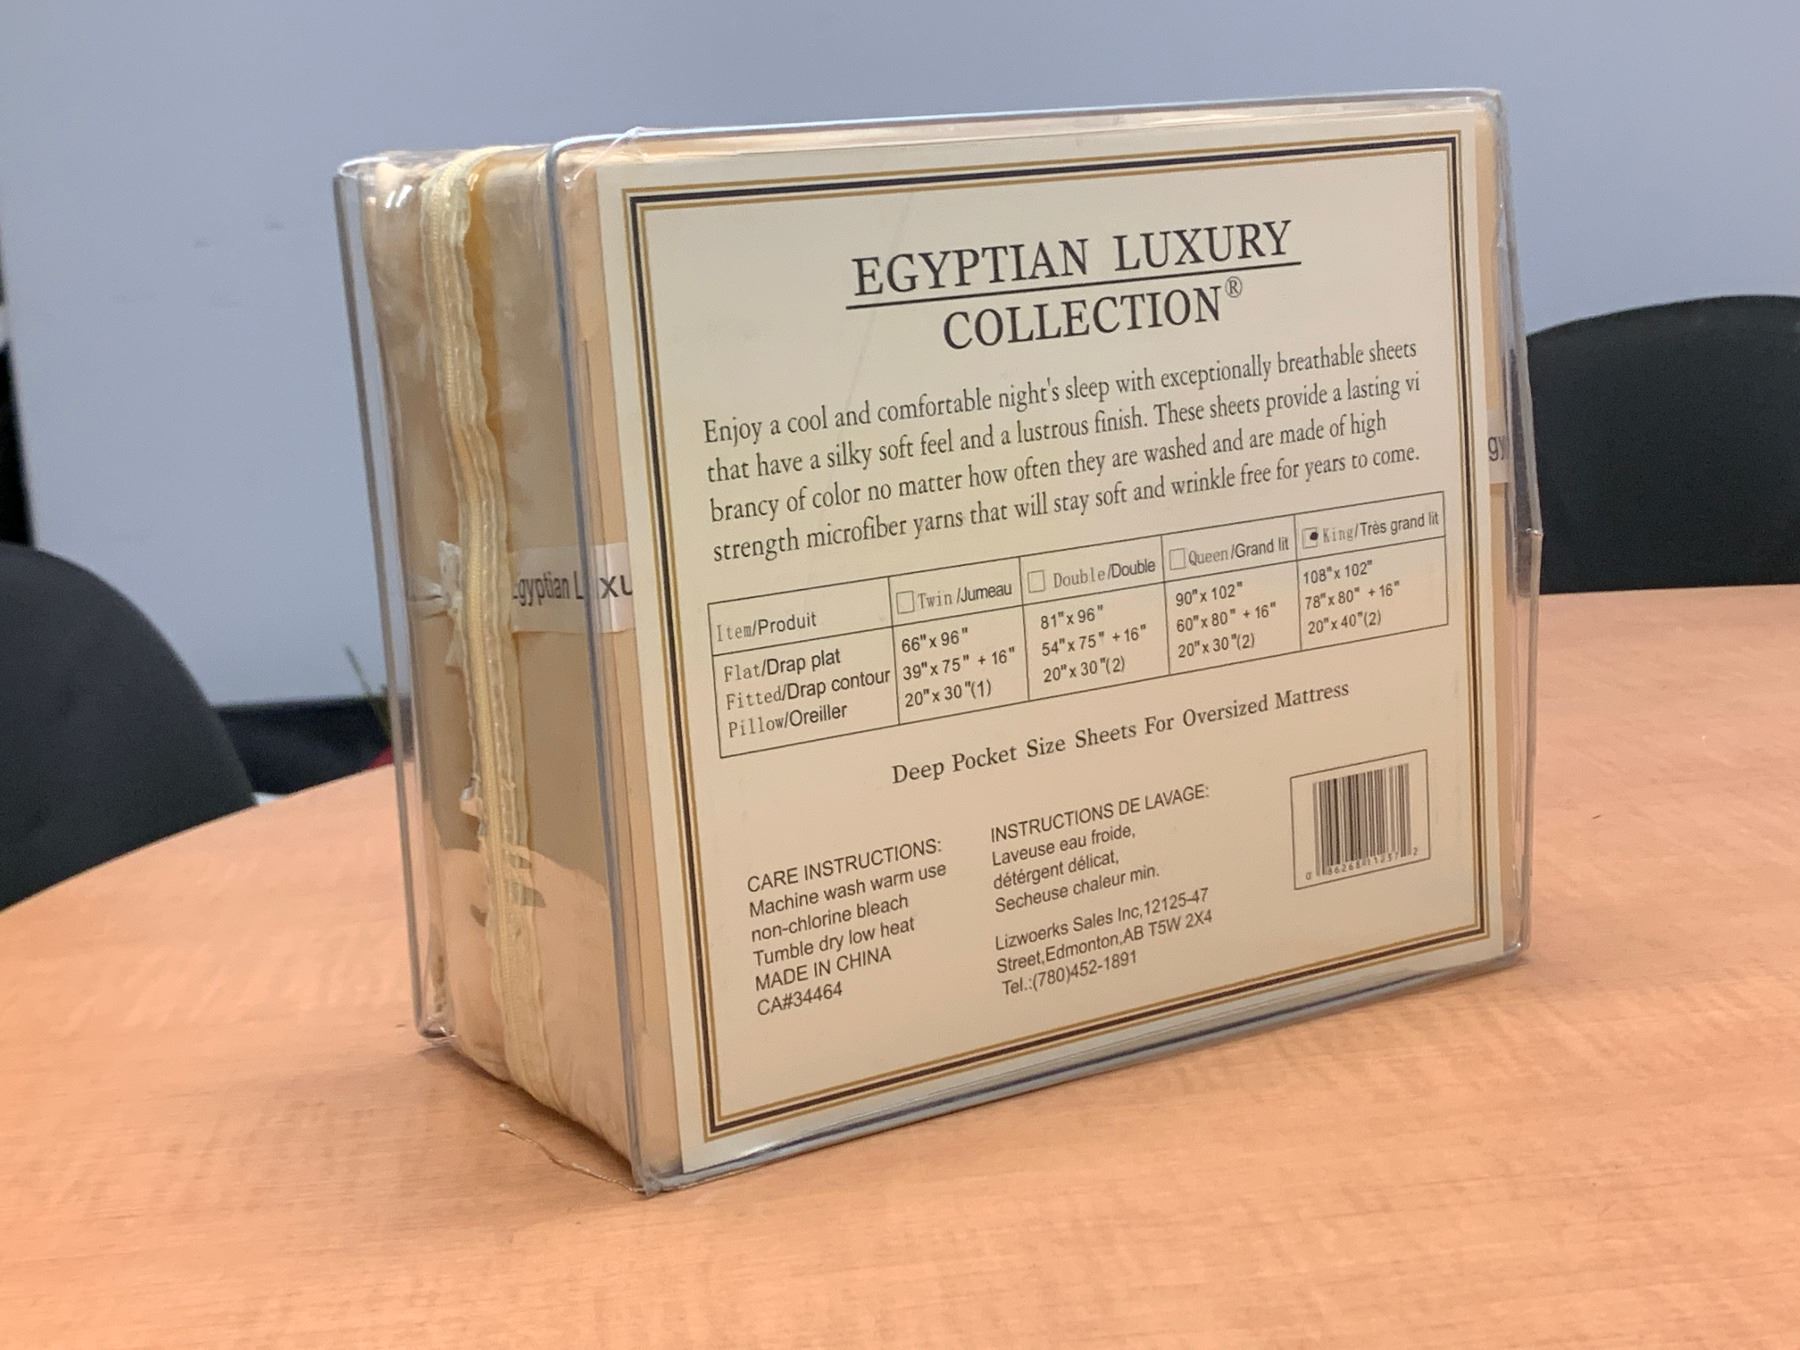 EGYPTIAN LUXURY
COLLECTION®
Enjoy a cool and comfortable night's sleep with exceptionally breathable sheets
that have a silky soft feel and a lustrous finish. These sheets provide a lasting vi
brancy of color no matter how often they are washed and are made of high
strength microfiber yarns that will stay soft and wrinkle free for years to come.
Item/Produit Twin/Jumeau Double/Double Queen/Grand lit King/Très grand lit
Flat/Drap plat 66"x 96" 81"x 96" 90"x 102" 108"x 102"
Fitted/Drap contour 39"x 75" +16" 54"x 75" +16" 60"x 80" +16" 78"x 80" +16"
Pillow/Oreiller 20"x 30"(1) 20"x 30"(2) 20"x 30"(2) 20"x 40"(2)
Deep Pocket Size Sheets For Oversized Mattress
CARE INSTRUCTIONS:
Machine wash warm use
non-chlorine bleach
Tumble dry low heat
MADE IN CHINA
CA#34464
INSTRUCTIONS DE LAVAGE:
Laveuse eau froide,
détérgent délicat,
Secheuse chaleur min.
Lizwoerks Sales Inc,12125-47
Street,Edmonton,AB T5W 2X4
Tel.:(780)452-1891
gyptian L xu
gy